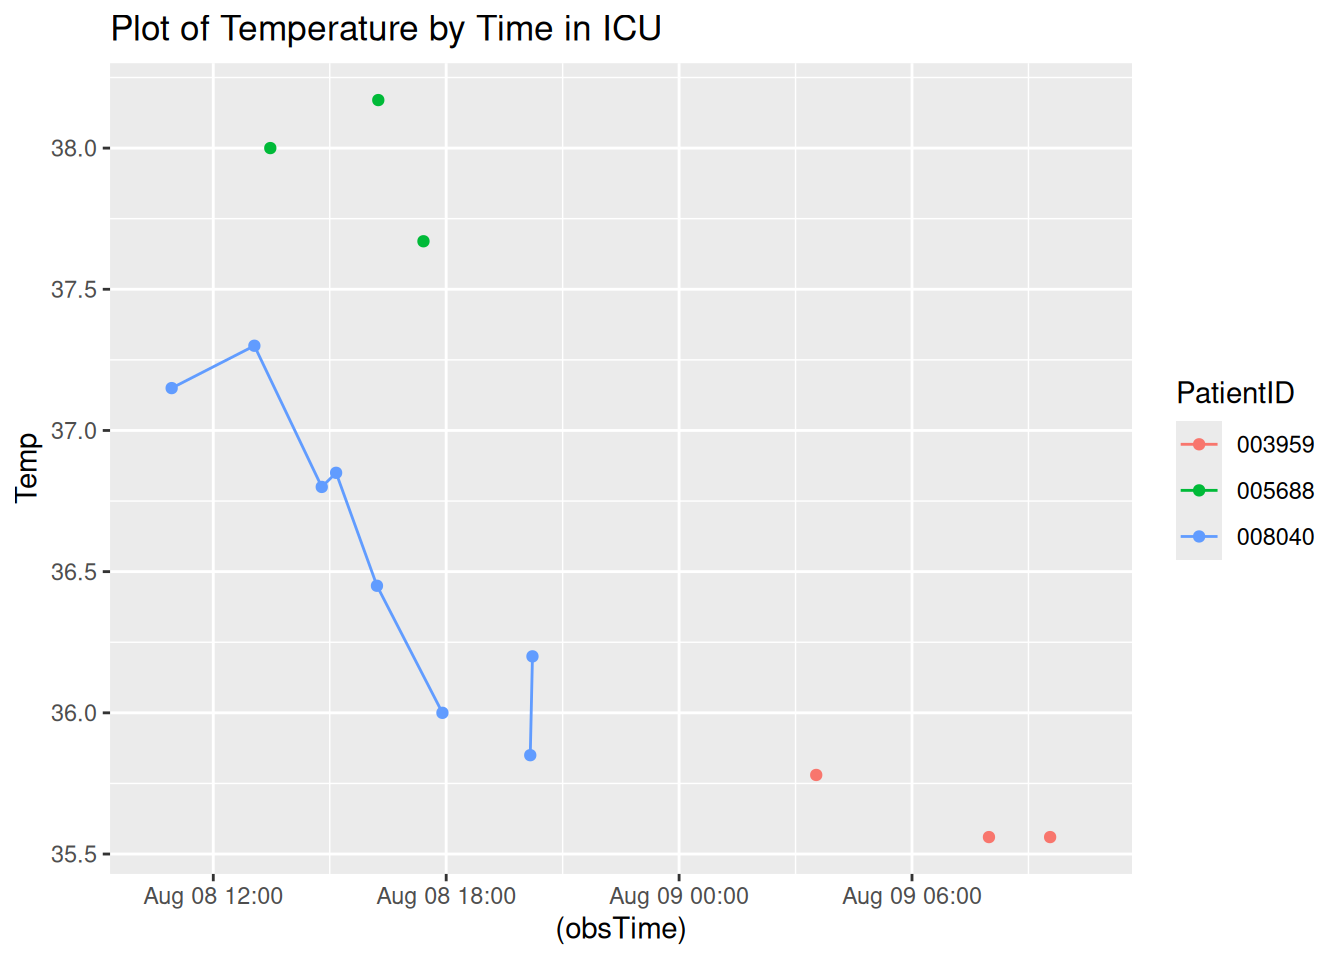 Plot of Temperature by Time in ICU
38.0
37.5
37.0
36.5
36.0
35.5
Temp
Aug 08 12:00 Aug 08 18:00 Aug 09 00:00 Aug 09 06:00
(obsTime)
PatientID
003959
005688
008040